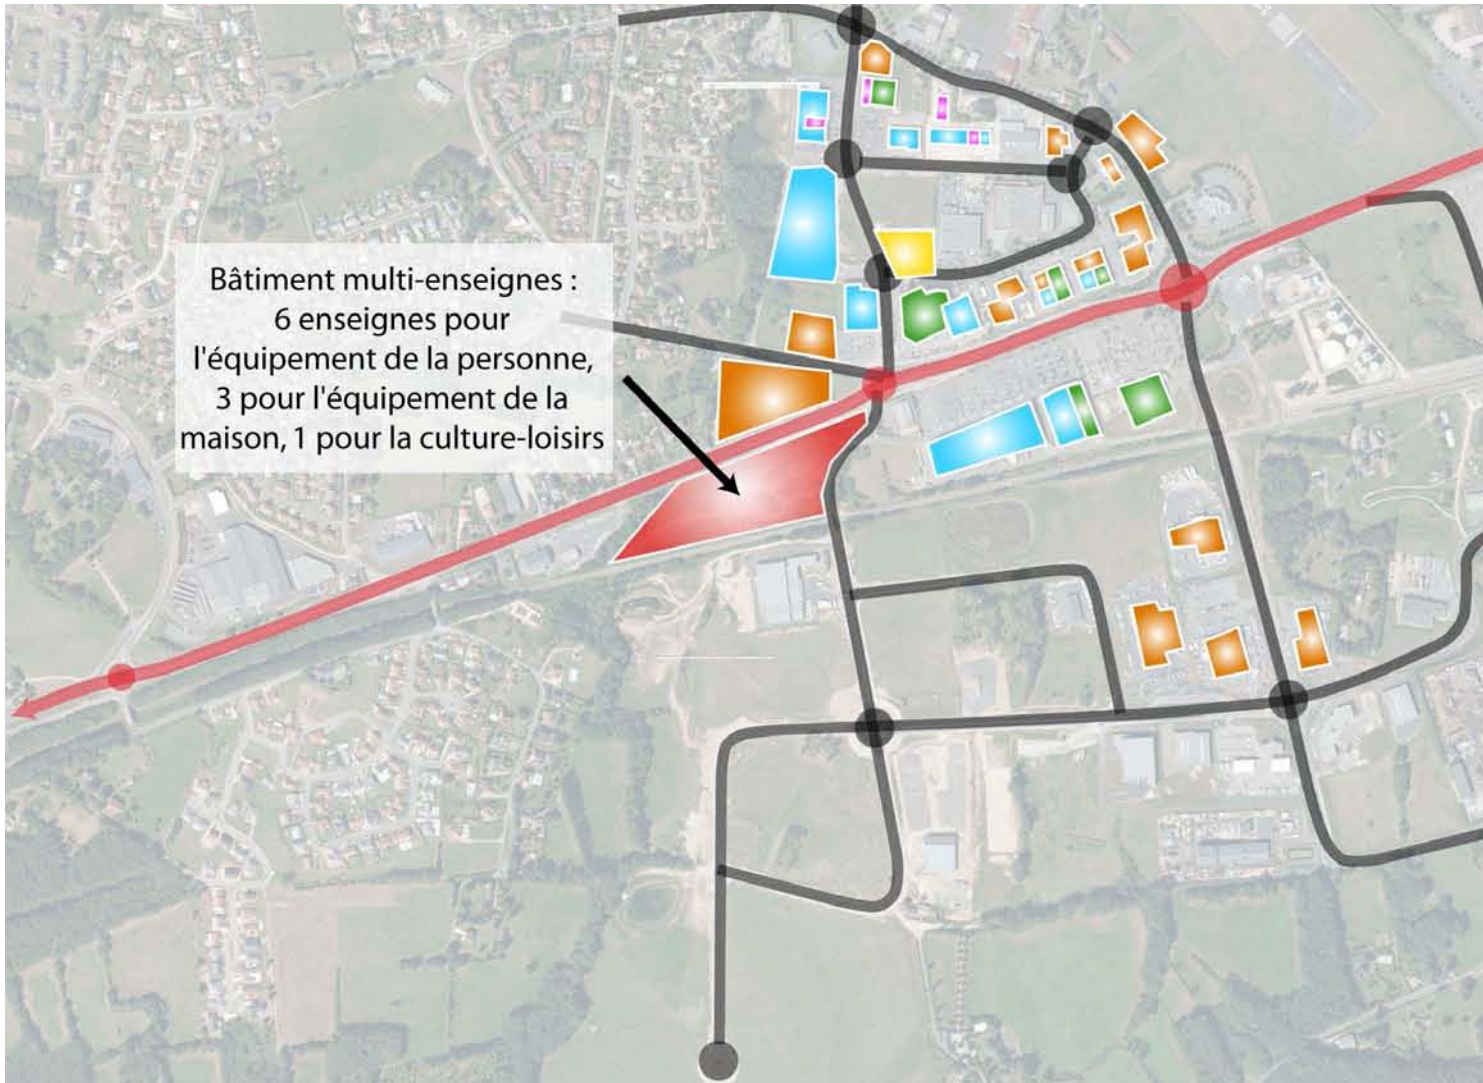 Bâtiment multi-enseignes :
6 enseignes pour
l'équipement de la personne,
3 pour l'équipement de la
maison, 1 pour la culture-loisirs